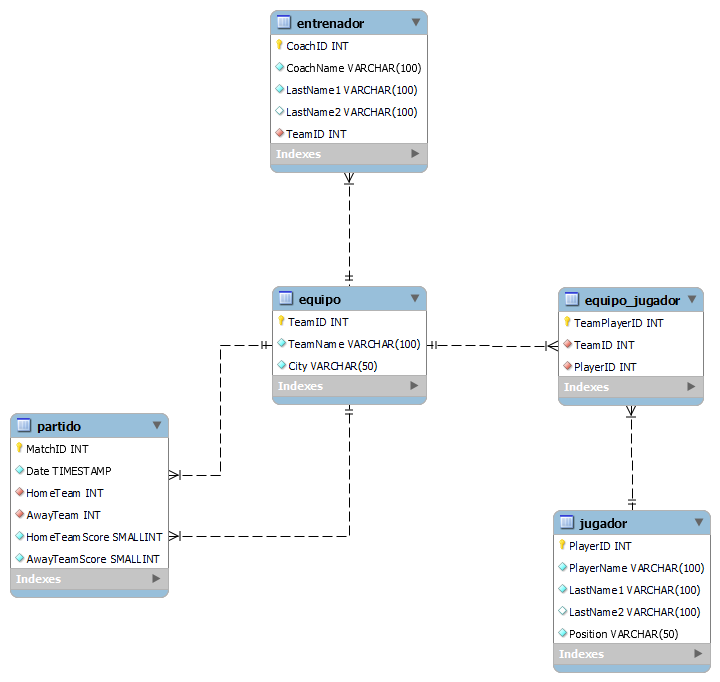 entrenador
CoachID INT
CoachName VARCHAR(100)
LastName1 VARCHAR(100)
LastName2 VARCHAR(100)
TeamID INT
Indexes
equipo
TeamID INT
TeamName VARCHAR(100)
City VARCHAR(50)
Indexes
equipo_jugador
TeamPlayerID INT
TeamID INT
PlayerID INT
Indexes
partido
MatchID INT
Date TIMESTAMP
HomeTeam INT
AwayTeam INT
HomeTeamScore SMALLINT
AwayTeamScore SMALLINT
Indexes
jugador
PlayerID INT
PlayerName VARCHAR(100)
LastName1 VARCHAR(100)
LastName2 VARCHAR(100)
Position VARCHAR(50)
Indexes